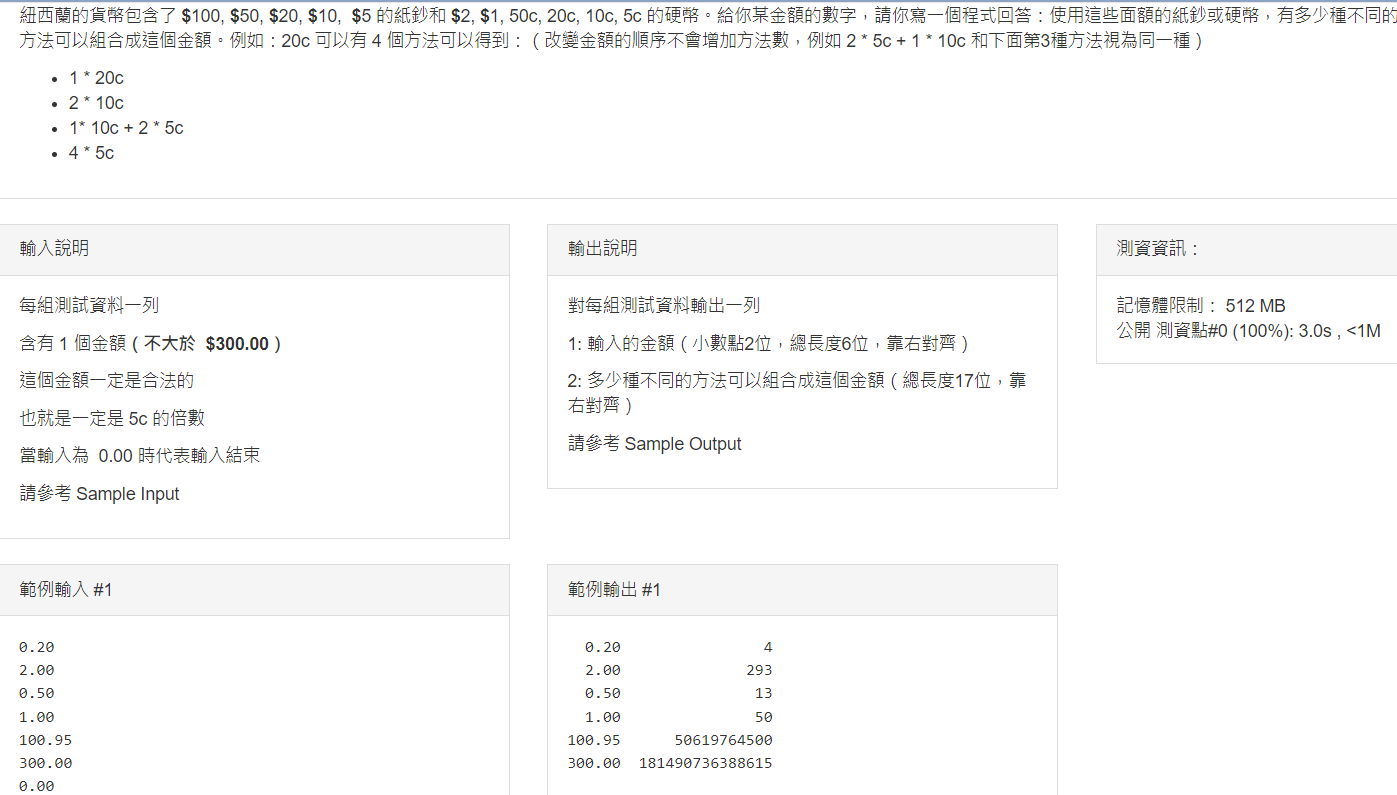 紐西蘭的貨幣包含了 $100, $50, $20, $10, $5 的紙鈔和 $2, $1, 50c, 20c, 10c, 5c 的硬幣。給你某金額的數字，請你寫一個程式回答：使用這些面額的紙鈔或硬幣，有多少種不同的
方法可以組合成這個金額。例如：20c 可以有 4 個方法可以得到：（改變金額的順序不會增加方法數，例如 2 * 5c + 1 * 10c 和下面第3種方法視為同一種）
• 1 * 20c
• 2 * 10c
• 1* 10c + 2 * 5c
• 4 * 5c
輸入說明
每組測試資料一列
含有 1 個金額（不大於 $300.00）
這個金額一定是合法的
也就是一定是 5c 的倍數
當輸入為 0.00 時代表輸入結束
請參考 Sample Input
輸出說明
對每組測試資料輸出一列
1: 輸入的金額（小數點2位，總長度6位，靠右對齊）
2: 多少種不同的方法可以組合成這個金額（總長度17位，靠
右對齊）
請參考 Sample Output
測資資訊：
記憶體限制： 512 MB
公開 測資點#0 (100%): 3.0s , <1M
範例輸入 #1
0.20
2.00
0.50
1.00
100.95
300.00
0.00
範例輸出 #1
0.20 4
2.00 293
0.50 13
1.00 50
100.95 50619764500
300.00 181490736388615